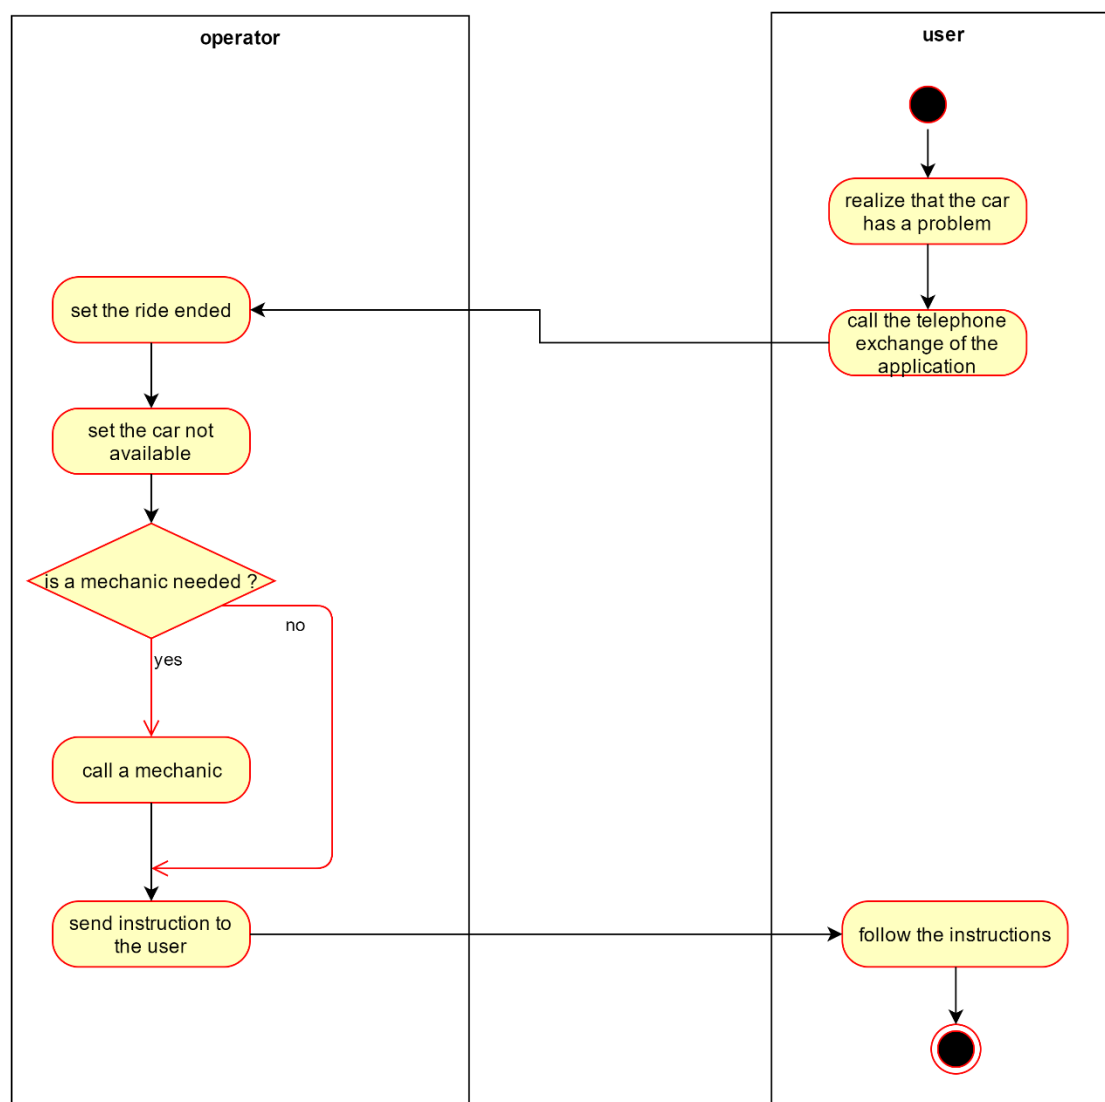 operator
user
realize that the car
has a problem
set the ride ended
call the telephone
exchange of the
application
set the car not
available
is a mechanic needed ?
no
yes
call a mechanic
send instruction to
the user
follow the instructions